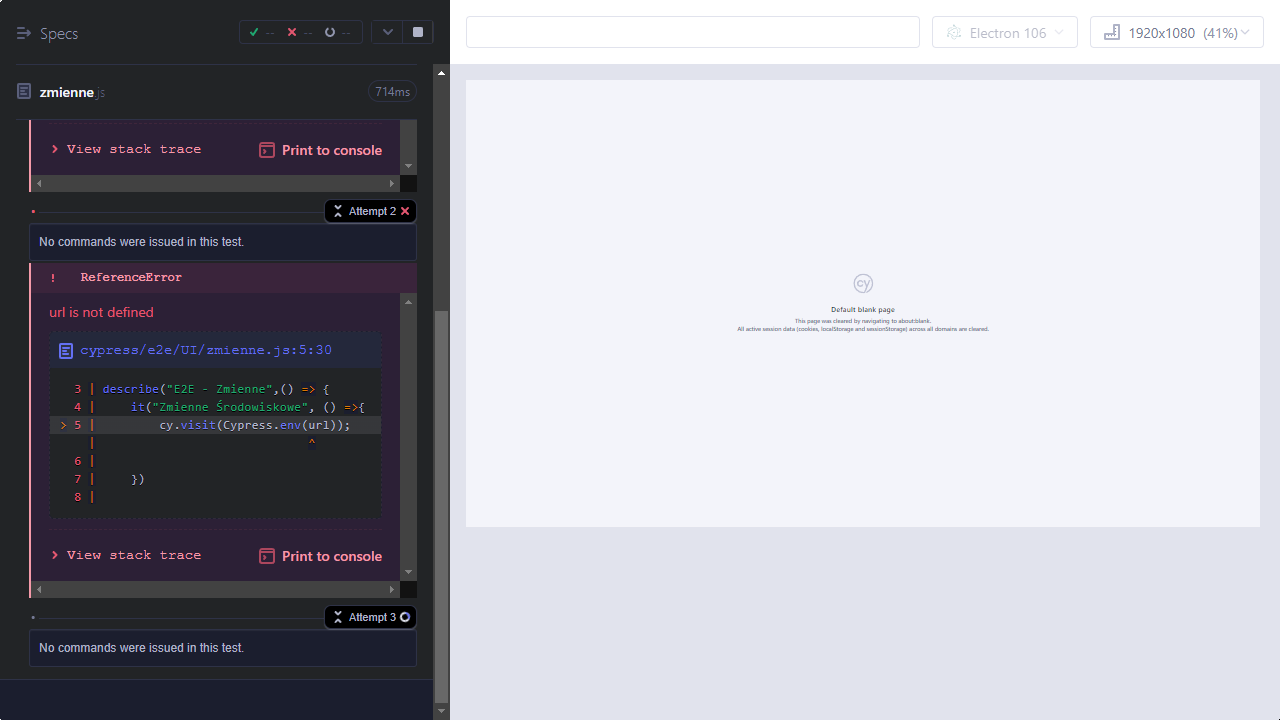 Specs
-- -- --
Electron 106
1920x1080 (41%)
zmienne.js
714ms
View stack trace
Print to console
Attempt 2
No commands were issued in this test.
! ReferenceError
url is not defined
cypress/e2e/UI/zmienne.js:5:30
3 | describe("E2E - Zmienne",() => {
4 | it("Zmienne Środowiskowe", () =>{
> 5 | cy.visit(Cypress.env(url));
| ^
6 |
7 | })
8 |
View stack trace
Print to console
Attempt 3
No commands were issued in this test.
cy
Default blank page
This page was cleared by navigating to about:blank.
All active session data (cookies, localStorage and sessionStorage) across all domains are cleared.